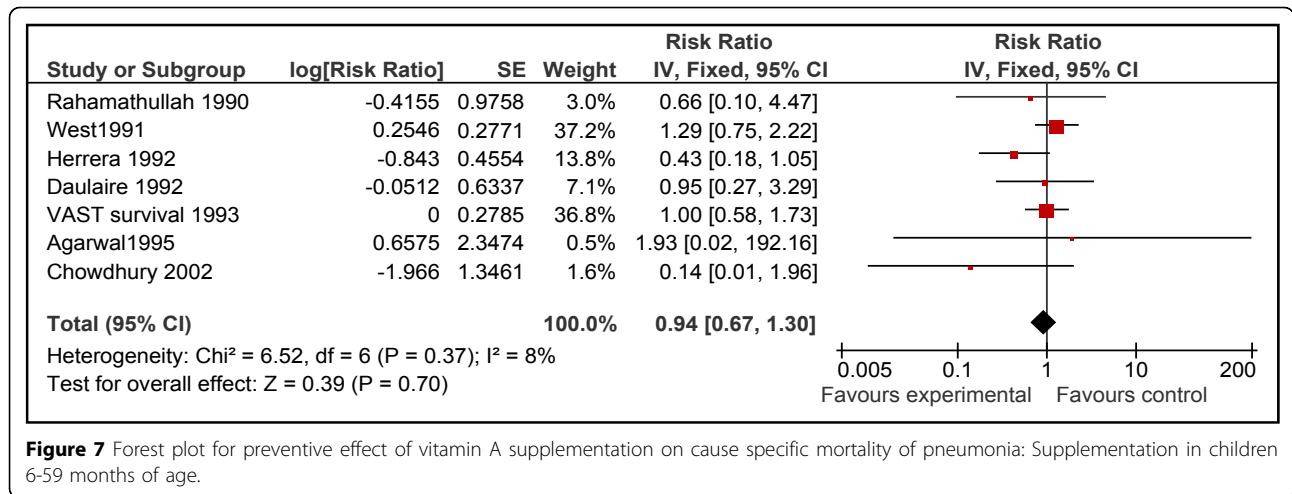 Risk Ratio Risk Ratio
Study or Subgroup log[Risk Ratio] SE Weight IV, Fixed, 95% CI IV, Fixed, 95% CI
Rahamathullah 1990 -0.4155 0.9758 3.0% 0.66 [0.10, 4.47]
West1991 0.2546 0.2771 37.2% 1.29 [0.75, 2.22]
Herrera 1992 -0.843 0.4554 13.8% 0.43 [0.18, 1.05]
Daulaire 1992 -0.0512 0.6337 7.1% 0.95 [0.27, 3.29]
VAST survival 1993 0 0.2785 36.8% 1.00 [0.58, 1.73]
Agarwal1995 0.6575 2.3474 0.5% 1.93 [0.02, 192.16]
Chowdhury 2002 -1.966 1.3461 1.6% 0.14 [0.01, 1.96]
Total (95% CI) 100.0% 0.94 [0.67, 1.30]
Heterogeneity: Chi² = 6.52, df = 6 (P = 0.37); I² = 8%
Test for overall effect: Z = 0.39 (P = 0.70)
0.005 0.1 1 10 200
Favours experimental Favours control
Figure 7 Forest plot for preventive effect of vitamin A supplementation on cause specific mortality of pneumonia: Supplementation in children
6-59 months of age.